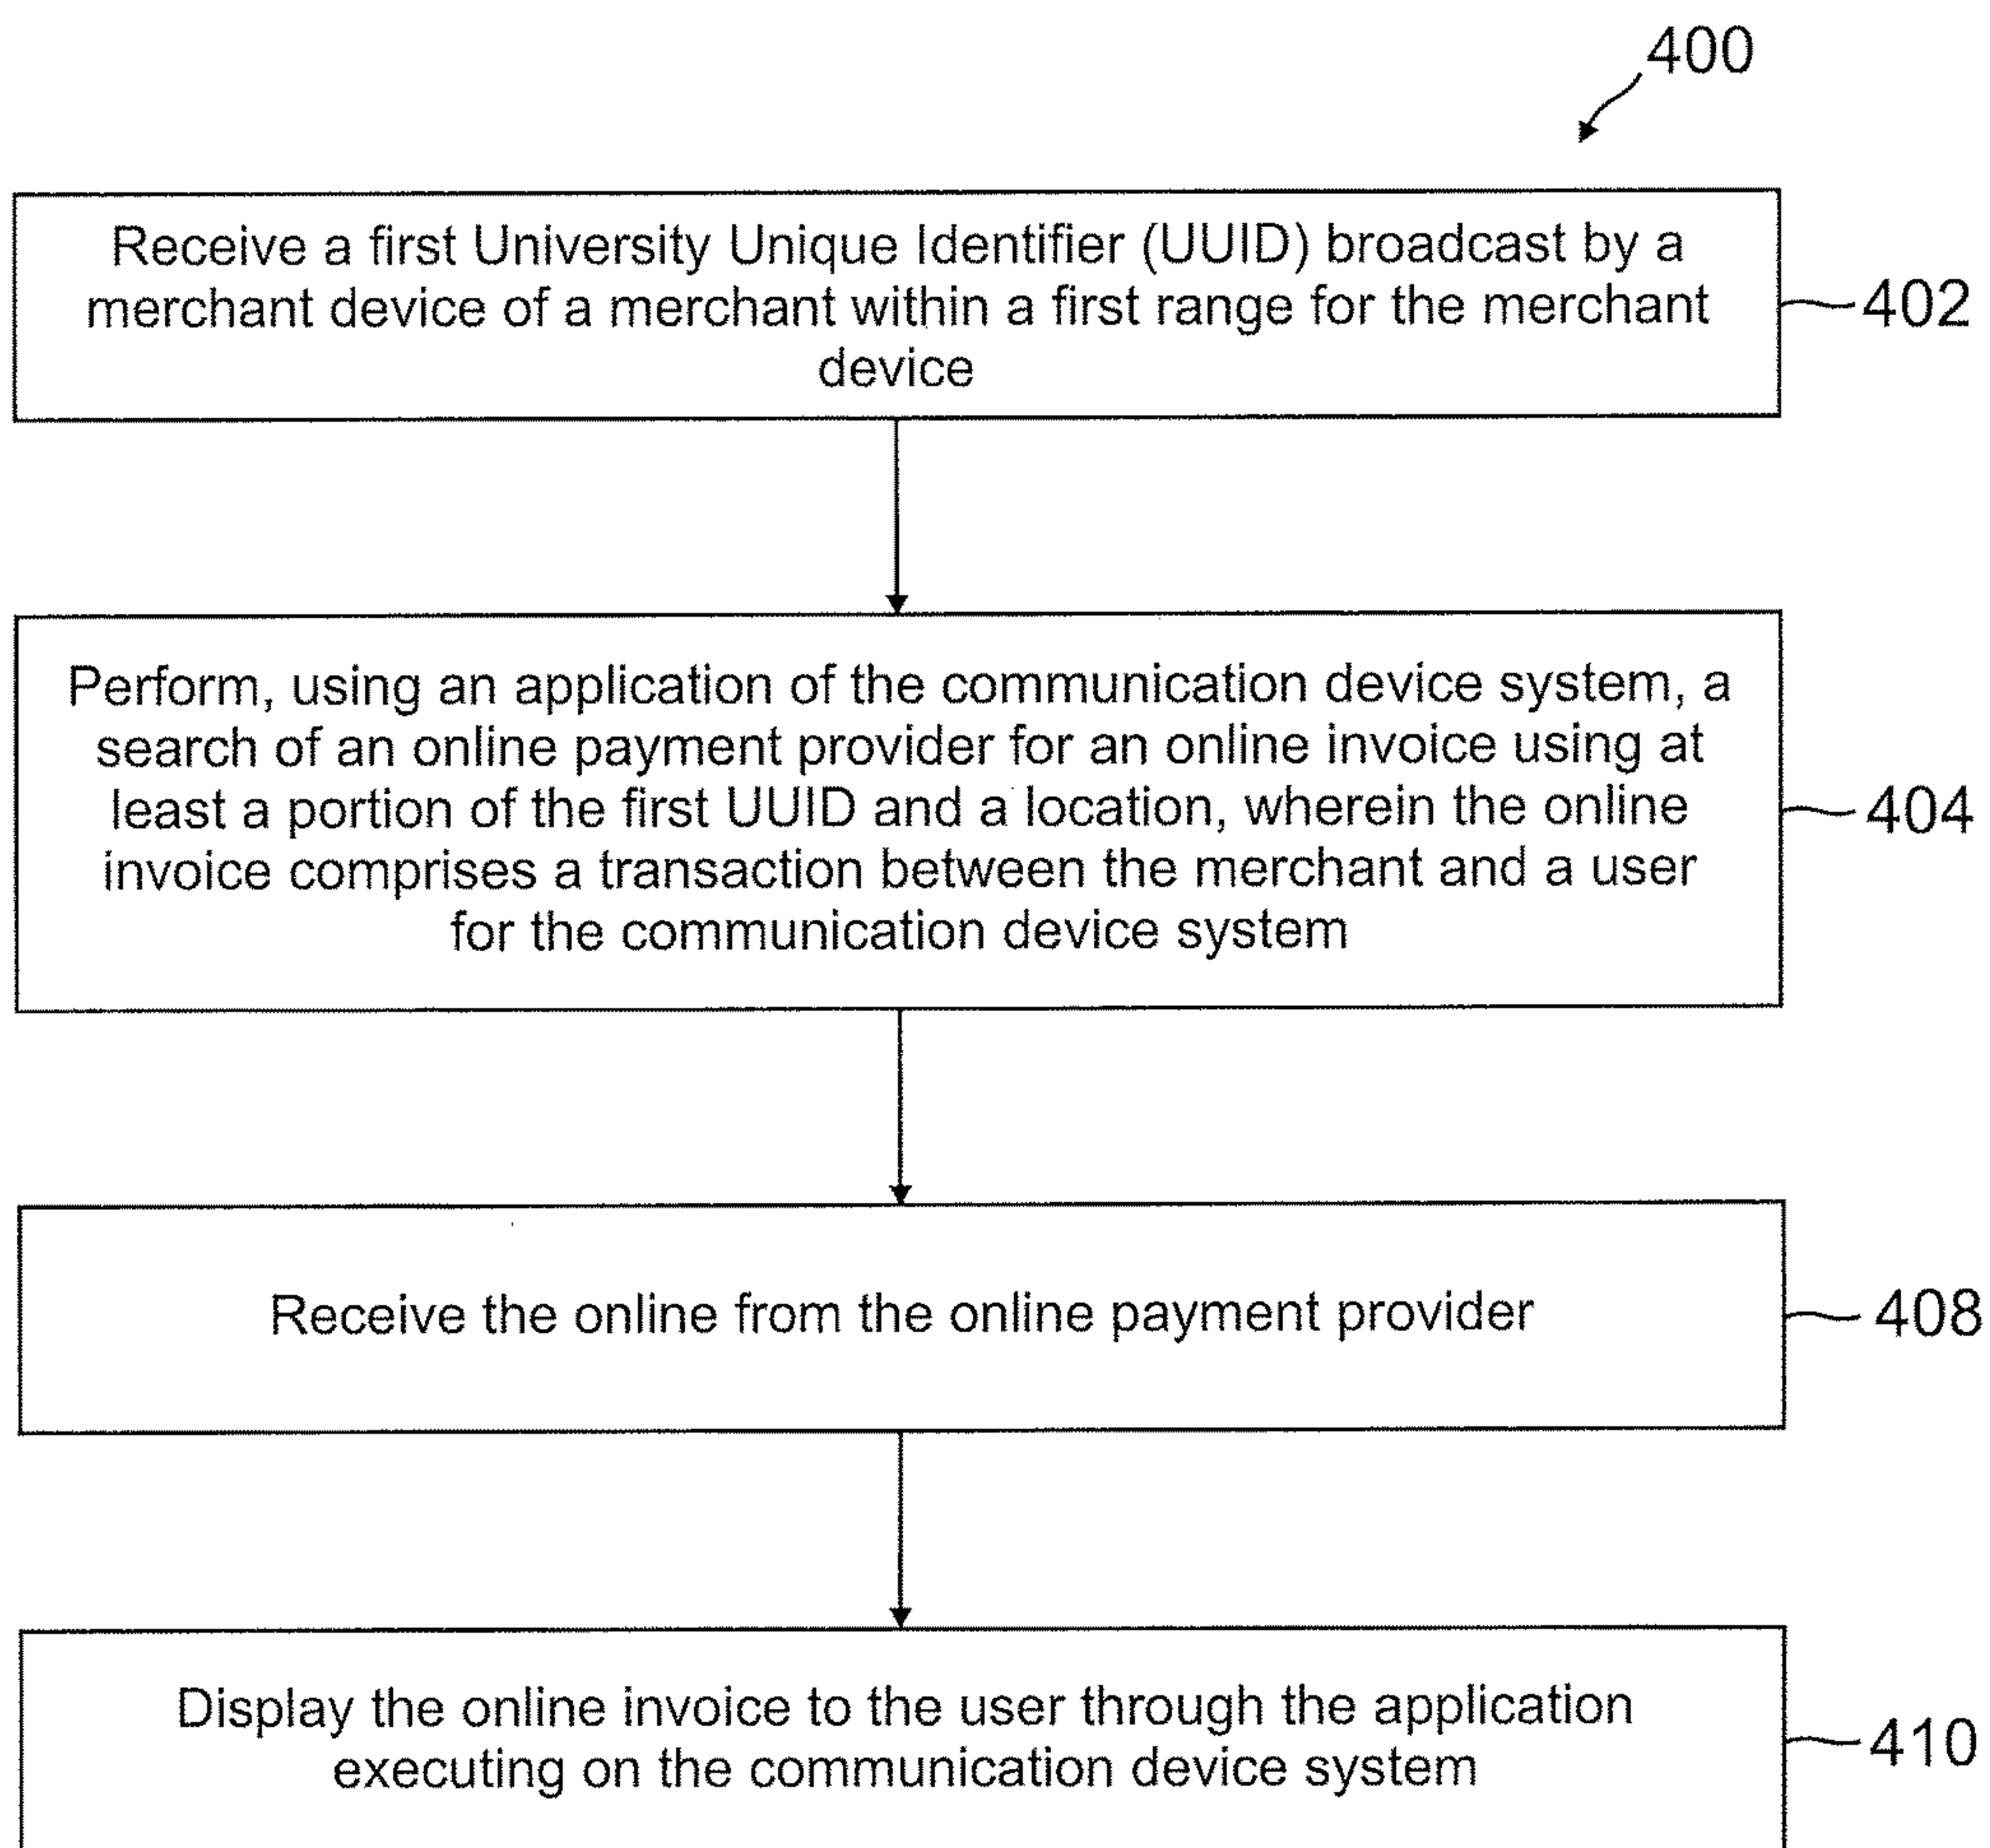 400
Receive a first University Unique Identifier (UUID) broadcast by a
merchant device of a merchant within a first range for the merchant
device
402
Perform, using an application of the communication device system, a
search of an online payment provider for an online invoice using at
least a portion of the first UUID and a location, wherein the online
invoice comprises a transaction between the merchant and a user
for the communication device system
404
Receive the online from the online payment provider
408
Display the online invoice to the user through the application
executing on the communication device system
410